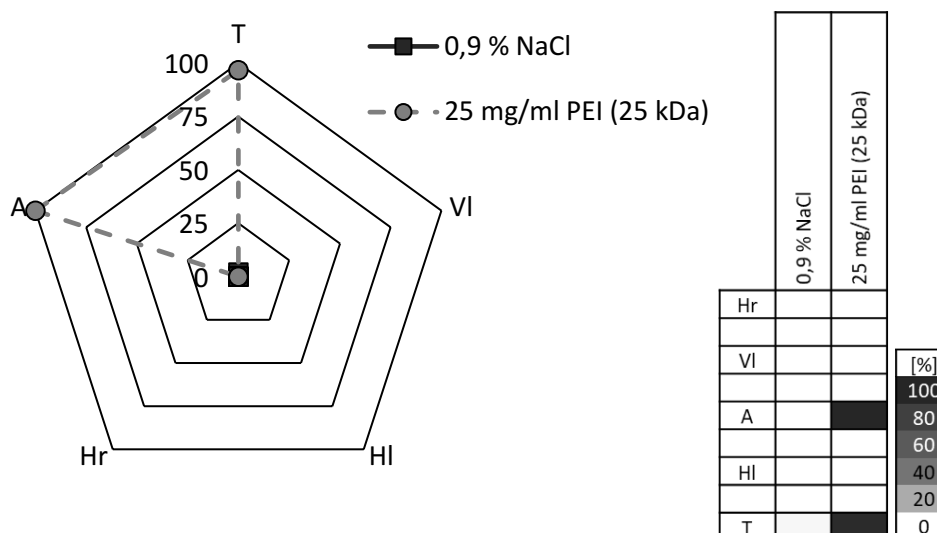 T
100
0,9 % NaCl
75
25 mg/ml PEI (25 kDa)
50
A
Vl
25
0
Hr
Hl
0,9 % NaCl
25 mg/ml PEI (25 kDa)
Hr
Vl
A
Hl
T
[%]
100
80
60
40
20
0